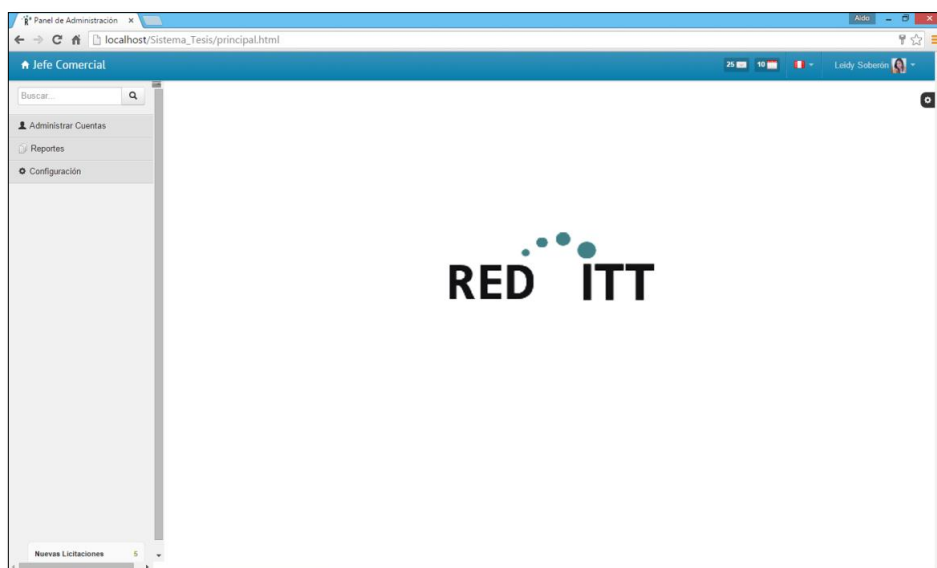 Panel de Administración
Aldo
localhost/Sistema_Tesis/principal.html
Jefe Comercial
25
10
Leidy Soberón
Buscar...
Administrar Cuentas
Reportes
Configuración
RED ITT
Nuevas Licitaciones 5